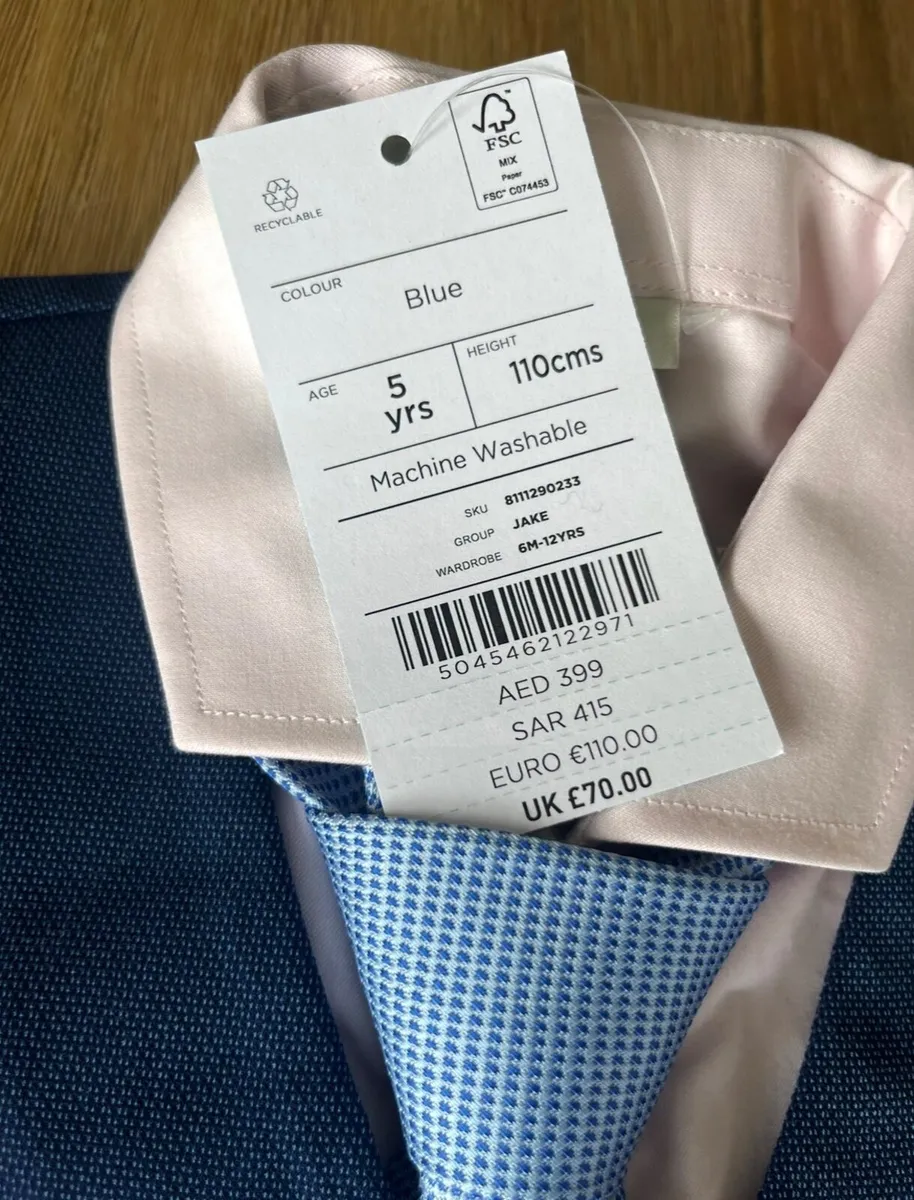 FSC™
MIX
Paper
FSC® C074453
RECYCLABLE
COLOUR Blue
AGE 5 yrs
HEIGHT 110cms
Machine Washable
SKU 8111290233
GROUP JAKE
WARDROBE 6M-12YRS
5045462122971
AED 399
SAR 415
EURO €110.00
UK £70.00